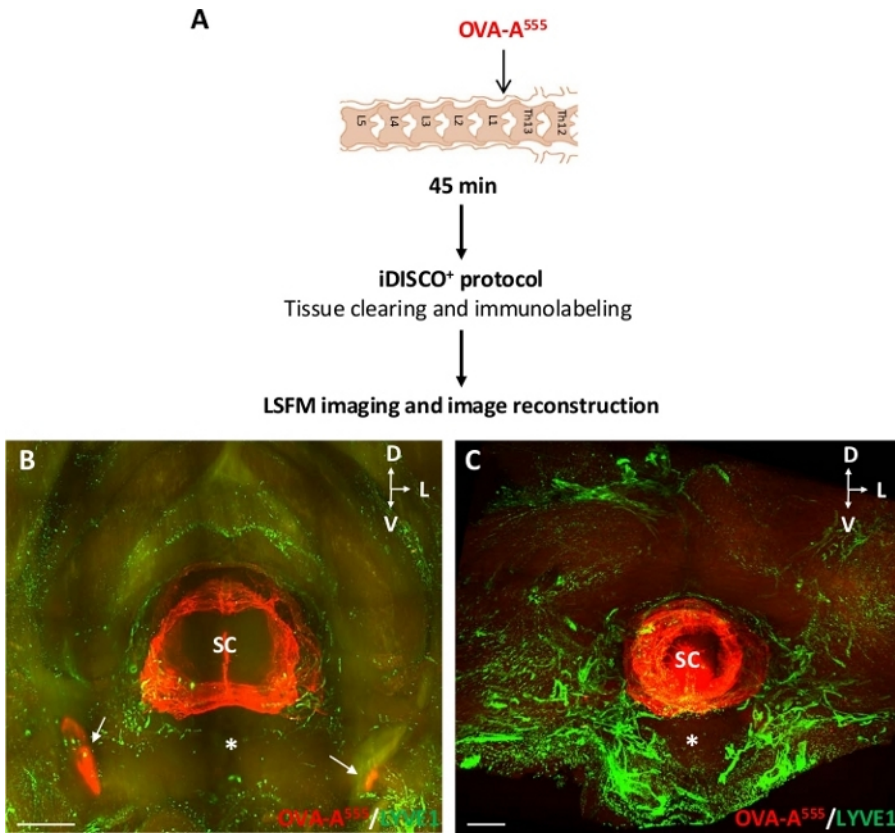 A
OVA-A⁵⁵⁵
L5 L4 L3 L2 L1 Th13 Th12
45 min
iDISCO⁺ protocol
Tissue clearing and immunolabeling
LSFM imaging and image reconstruction
B
D
L
V
SC
*
OVA-A⁵⁵⁵/LYVE1
C
D
L
V
SC
*
OVA-A⁵⁵⁵/LYVE1